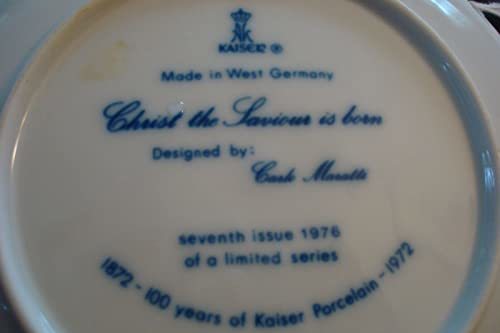 KAISER ®
Made in West Germany
Christ the Saviour is born
Designed by:
Carlo Maratti
seventh issue 1976
of a limited series
1872-100 years of Kaiser Porcelain-1972